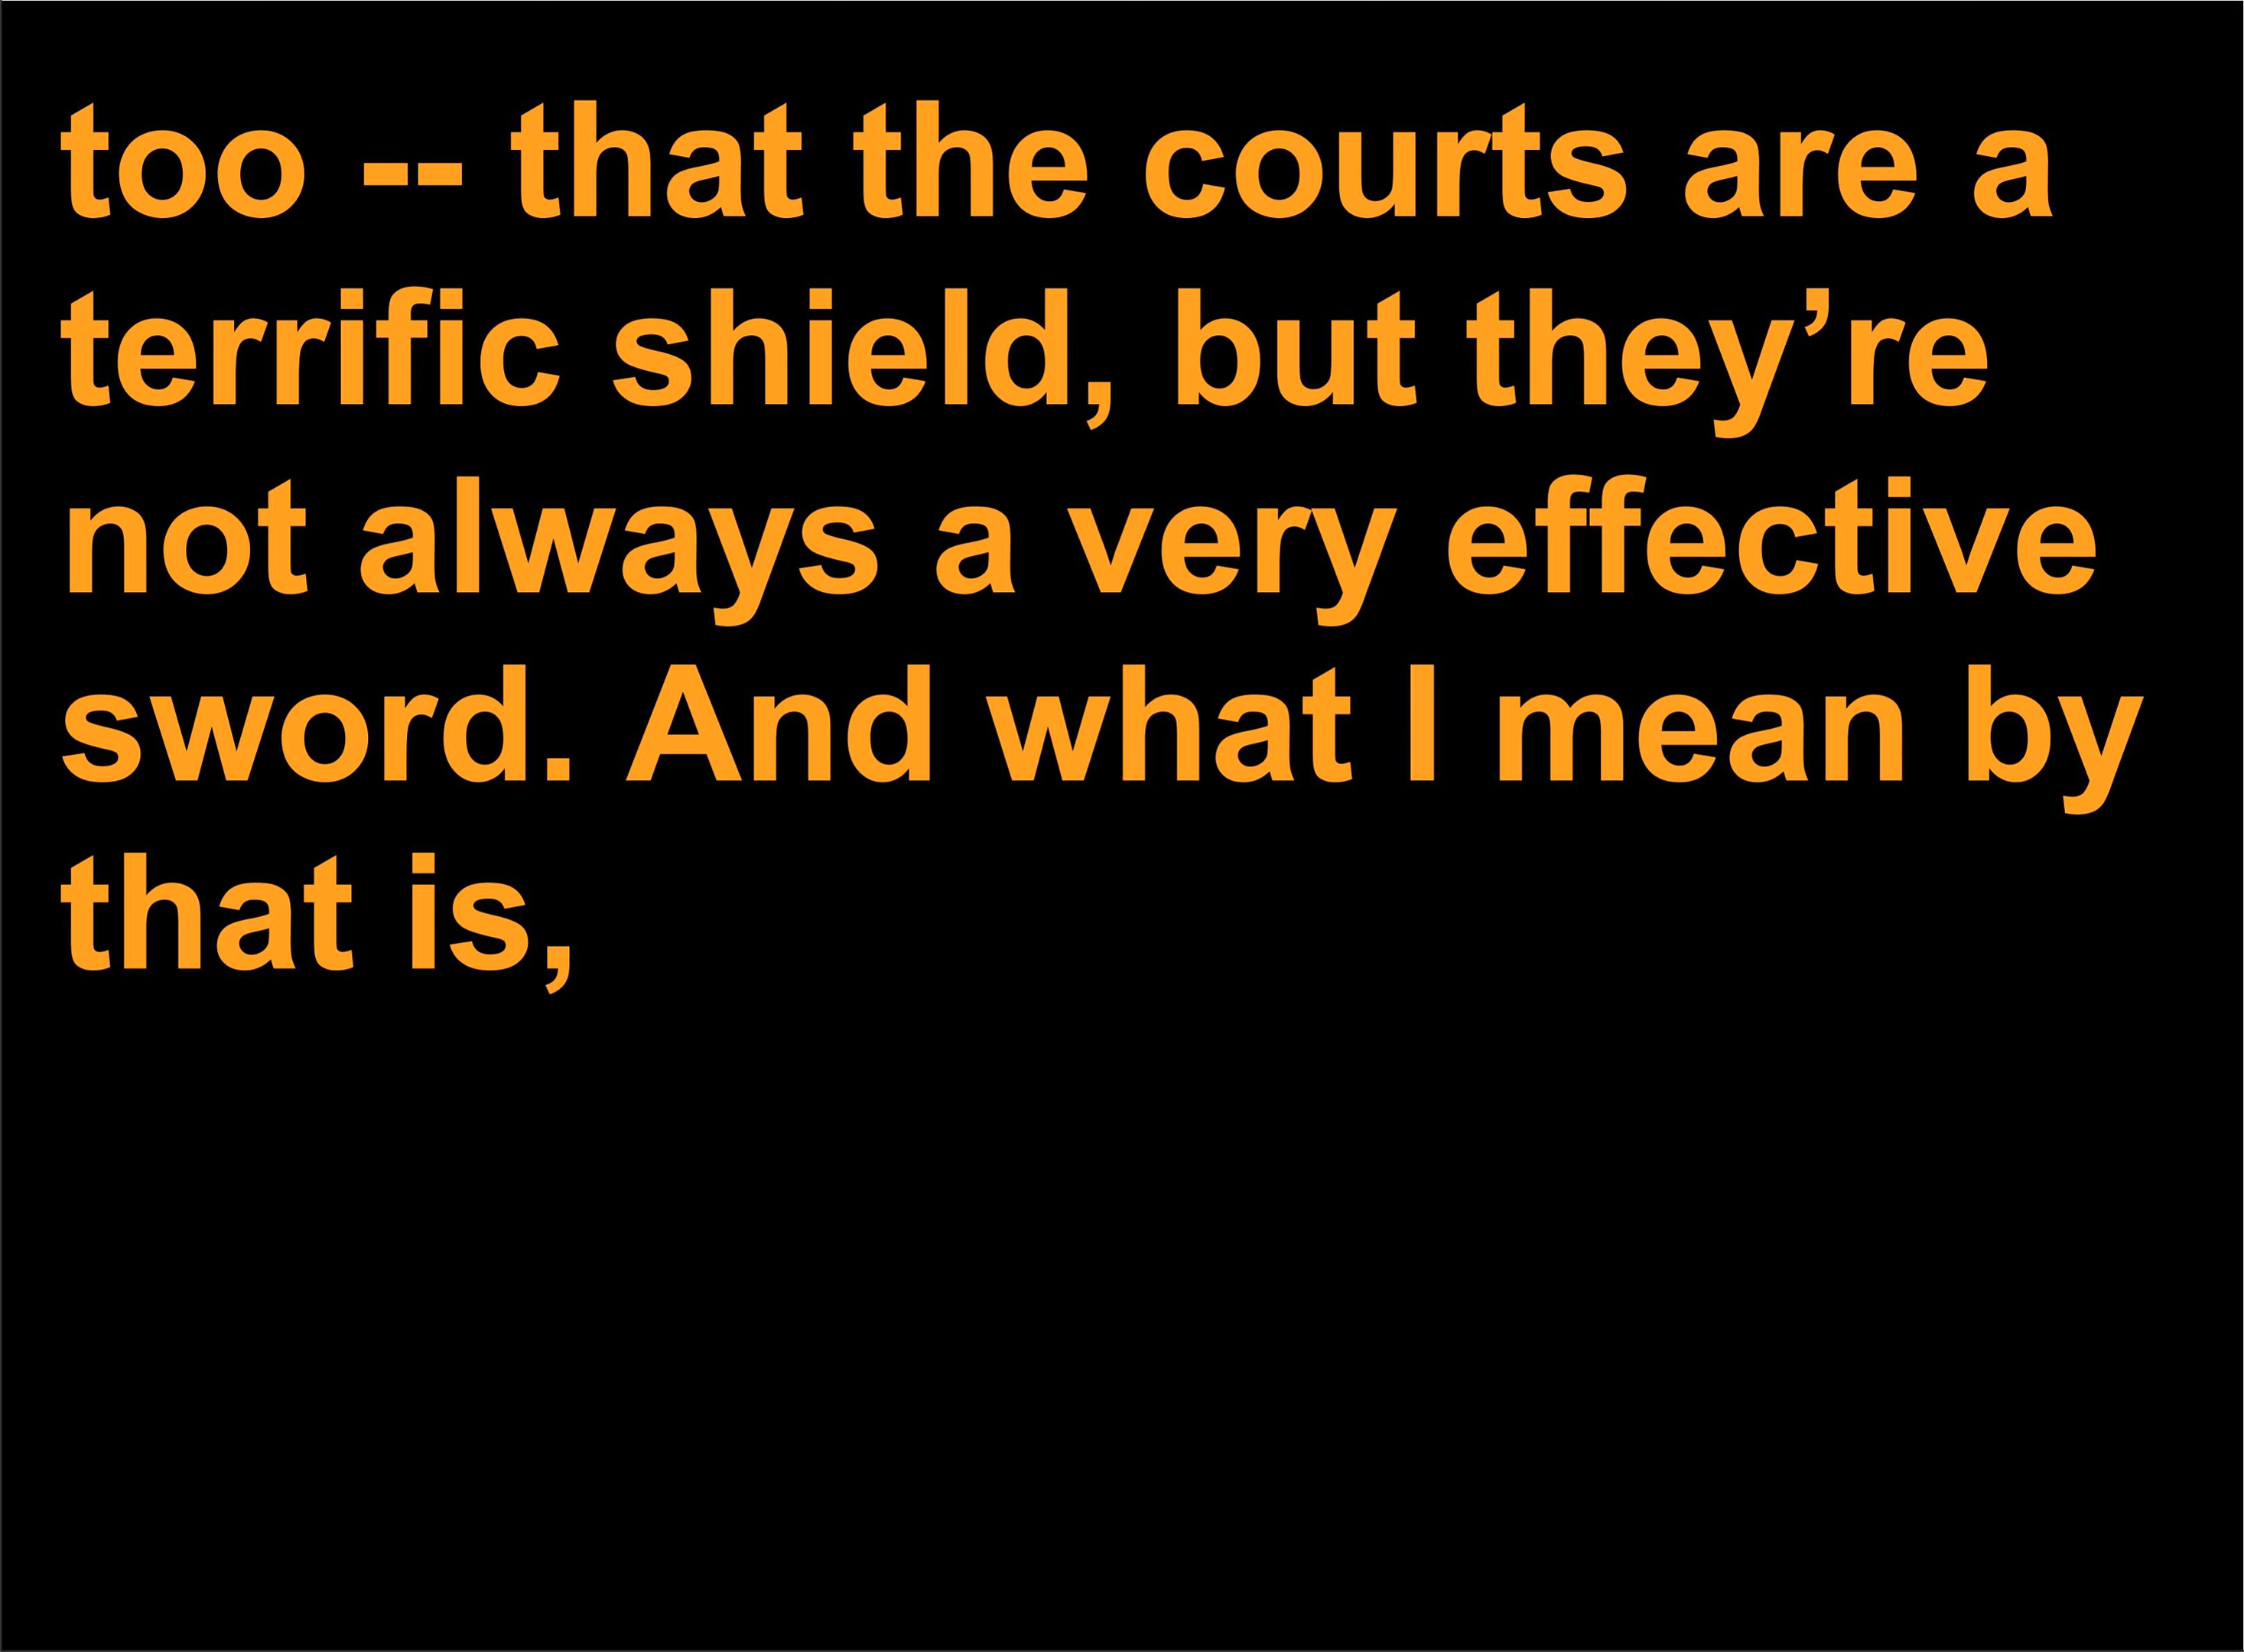 too -- that the courts are a
terrific shield, but they’re
not always a very effective
sword. And what I mean by
that is,